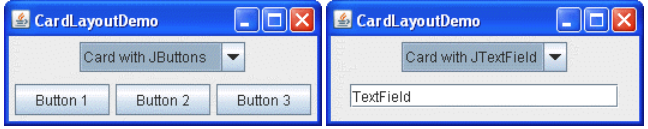 CardLayoutDemo
Card with JButtons
Button 1 Button 2 Button 3
CardLayoutDemo
Card with JTextField
TextField